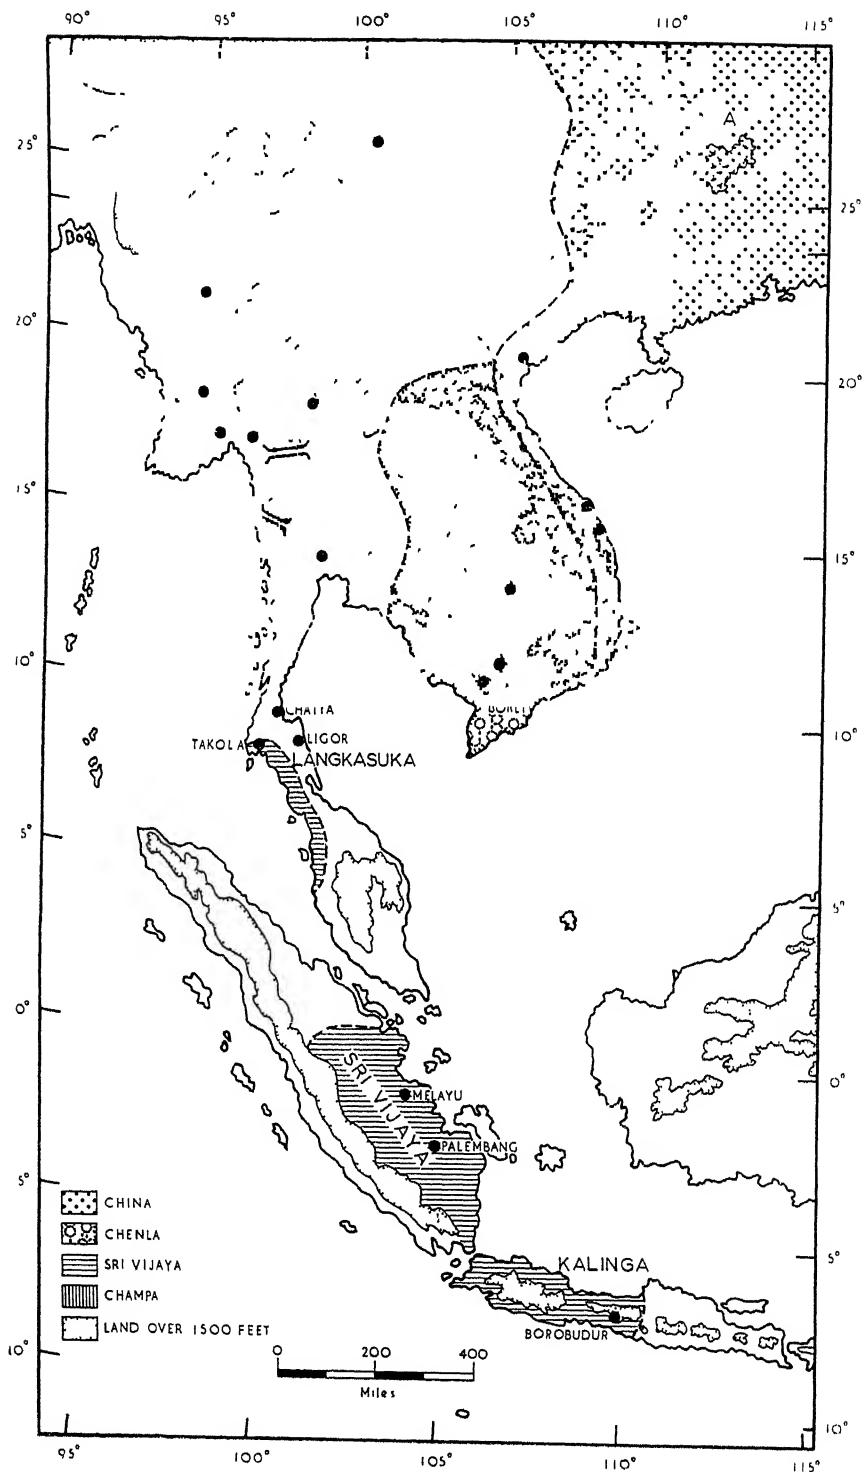 90° 95° 100° 105° 110° 115°
A
25°
25°
20°
20°
15°
15°
10°
CHAIYA
10°
TAKOLA LIGOR
LANGKASUKA
5°
5°
0°
SRI VIJAYA
0°
MELAYU
PALEMBANG
5°
CHINA
CHENLA
5°
KALINGA
SRI VIJAYA
CHAMPA
LAND OVER 1500 FEET
BOROBUDUR
10°
0 200 400
Miles
10°
95° 100° 105° 110° 115°